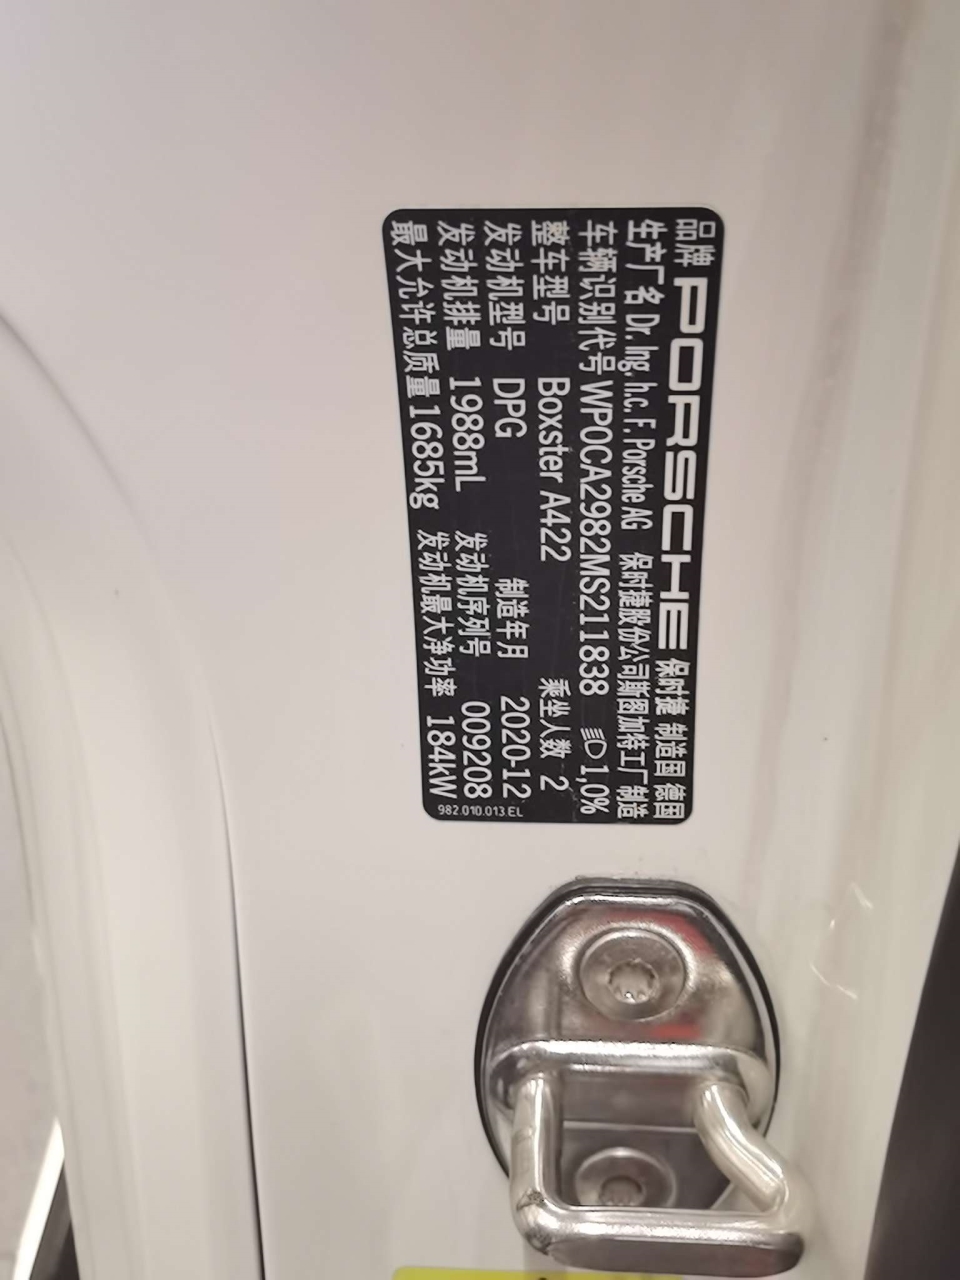 品牌 PORSCHE 保时捷 制造国 德国
生产厂名 Dr. Ing. h.c. F. Porsche AG 保时捷股份公司斯图加特工厂制造
车辆识别代号 WP0CA2982MS211838 1,0%
整车型号 Boxster A422 乘坐人数 2
发动机型号 DPG 制造年月 2020-12
发动机排量 1988mL 发动机序列号 009208
最大允许总质量 1685kg 发动机最大净功率 184kW
982.010.013 EL